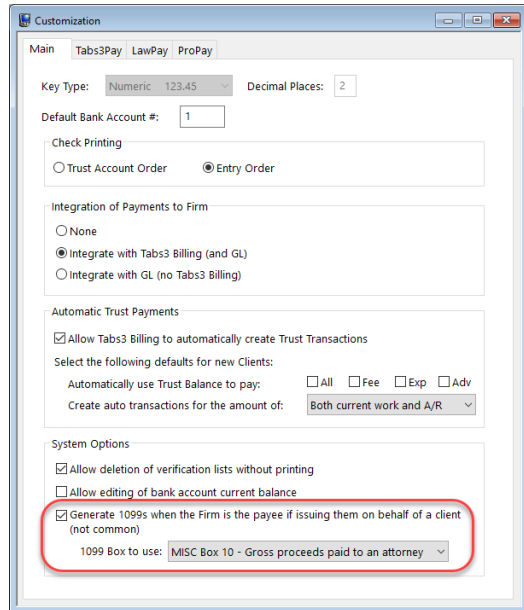 Customization
Main Tabs3Pay LawPay ProPay
Key Type: Numeric 123.45 Decimal Places: 2
Default Bank Account #: 1
Check Printing
Trust Account Order Entry Order
Integration of Payments to Firm
None
Integrate with Tabs3 Billing (and GL)
Integrate with GL (no Tabs3 Billing)
Automatic Trust Payments
Allow Tabs3 Billing to automatically create Trust Transactions
Select the following defaults for new Clients:
Automatically use Trust Balance to pay: All Fee Exp Adv
Create auto transactions for the amount of: Both current work and A/R
System Options
Allow deletion of verification lists without printing
Allow editing of bank account current balance
Generate 1099s when the Firm is the payee if issuing them on behalf of a client
(not common)
1099 Box to use: MISC Box 10 - Gross proceeds paid to an attorney